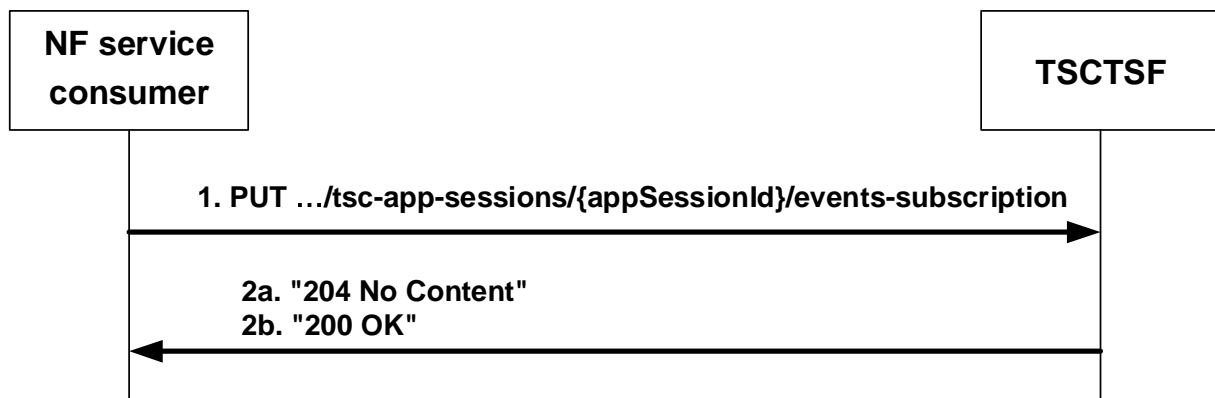 NF service
consumer
TSCTSF
1. PUT …/tsc-app-sessions/{appSessionId}/events-subscription
2a. "204 No Content"
2b. "200 OK"